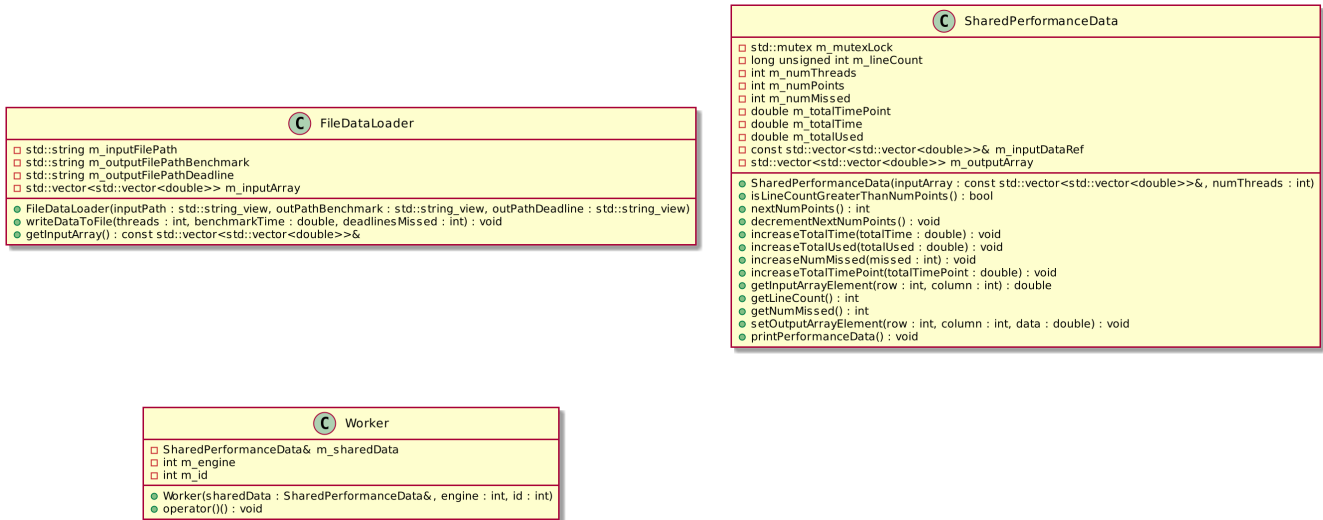 C FileDataLoader
std::string m_inputFilePath
std::string m_outputFilePathBenchmark
std::string m_outputFilePathDeadline
std::vector<std::vector<double>> m_inputArray
FileDataLoader(inputPath : std::string_view, outPathBenchmark : std::string_view, outPathDeadline : std::string_view)
writeDataToFile(threads : int, benchmarkTime : double, deadlinesMissed : int) : void
getInputArray() : const std::vector<std::vector<double>>&
C SharedPerformanceData
std::mutex m_mutexLock
long unsigned int m_lineCount
int m_numThreads
int m_numPoints
int m_numMissed
double m_totalTimePoint
double m_totalTime
double m_totalUsed
const std::vector<std::vector<double>>& m_inputDataRef
std::vector<std::vector<double>> m_outputArray
SharedPerformanceData(inputArray : const std::vector<std::vector<double>>&, numThreads : int)
isLineCountGreaterThanNumPoints() : bool
nextNumPoints() : int
decrementNextNumPoints() : void
increaseTotalTime(totalTime : double) : void
increaseTotalUsed(totalUsed : double) : void
increaseNumMissed(missed : int) : void
increaseTotalTimePoint(totalTimePoint : double) : void
getInputArrayElement(row : int, column : int) : double
getLineCount() : int
getNumMissed() : int
setOutputArrayElement(row : int, column : int, data : double) : void
printPerformanceData() : void
C Worker
SharedPerformanceData& m_sharedData
int m_engine
int m_id
Worker(sharedData : SharedPerformanceData&, engine : int, id : int)
operator()() : void